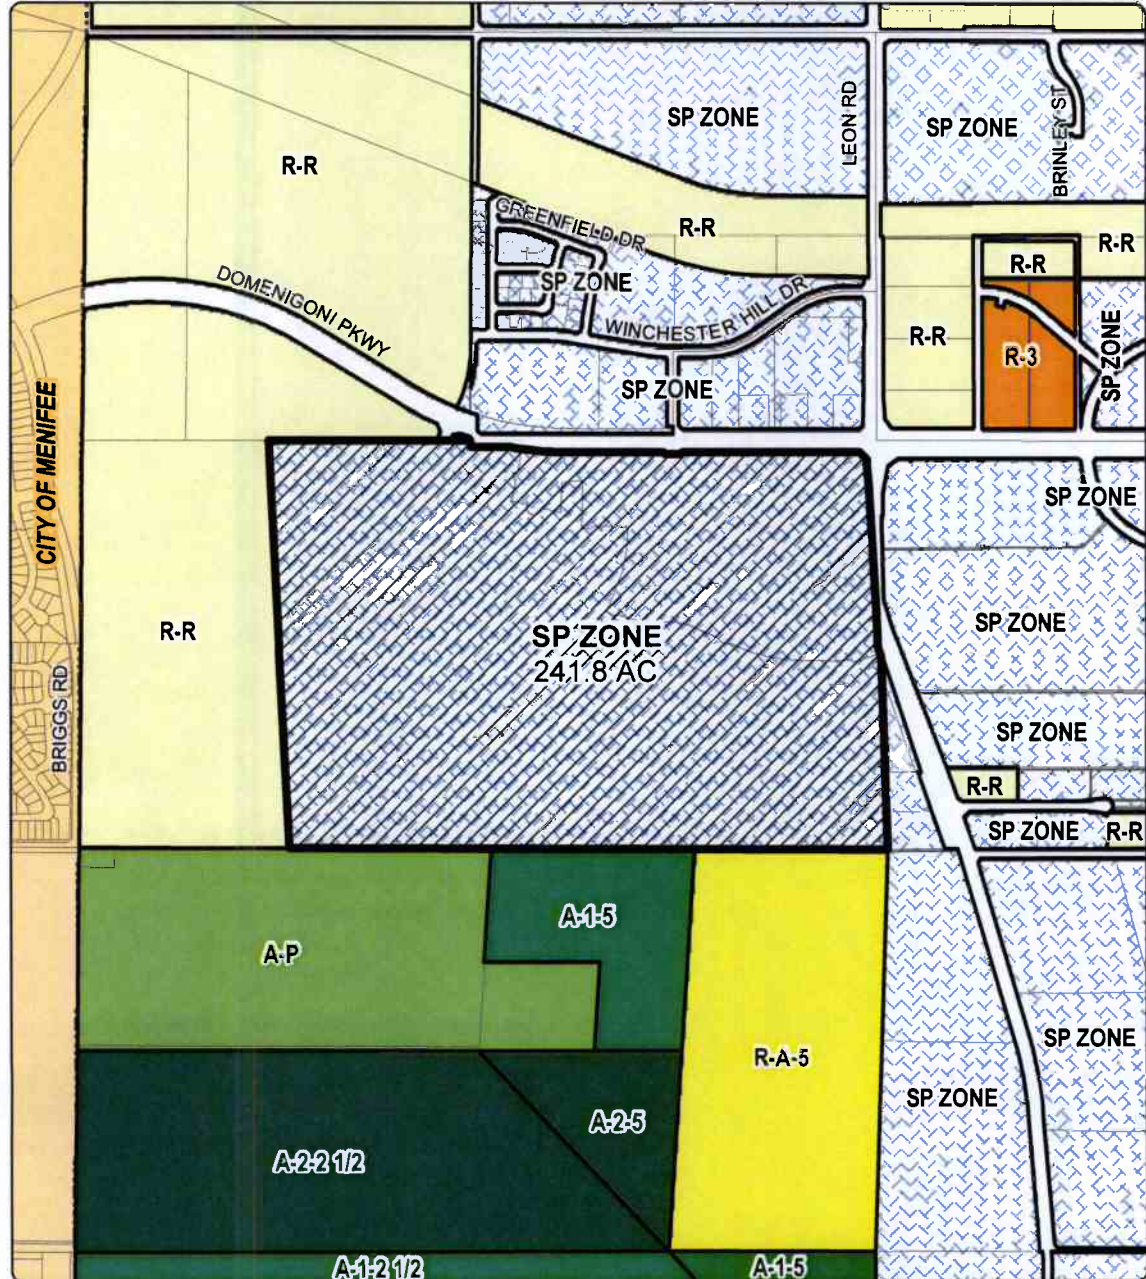 SP ZONE
LEON RD
SP ZONE
BRINLEY ST
R-R
GREENFIELD DR
R-R
R-R
R-R
DOMENIGONI PKWY
SP ZONE
WINCHESTER HILL DR
R-R
R-3
SP ZONE
SP ZONE
CITY OF MENIFEE
SP ZONE
R-R
SP ZONE
241.8 AC
SP ZONE
BRIGGS RD
SP ZONE
R-R
SP ZONE
R-R
A-1-5
A-P
R-A-5
SP ZONE
SP ZONE
A-2-5
A-2-2 1/2
A-1-2 1/2
A-1-5